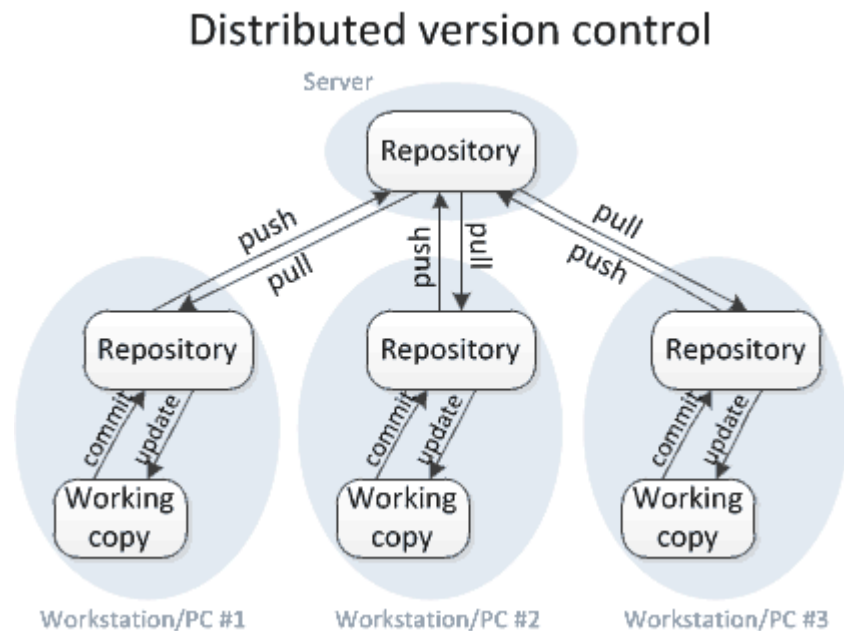 Distributed version control
Server
Repository
push
pull
push
pull
pull
push
Repository
Repository
Repository
commit
update
commit
update
commit
update
Working
copy
Working
copy
Working
copy
Workstation/PC #1
Workstation/PC #2
Workstation/PC #3